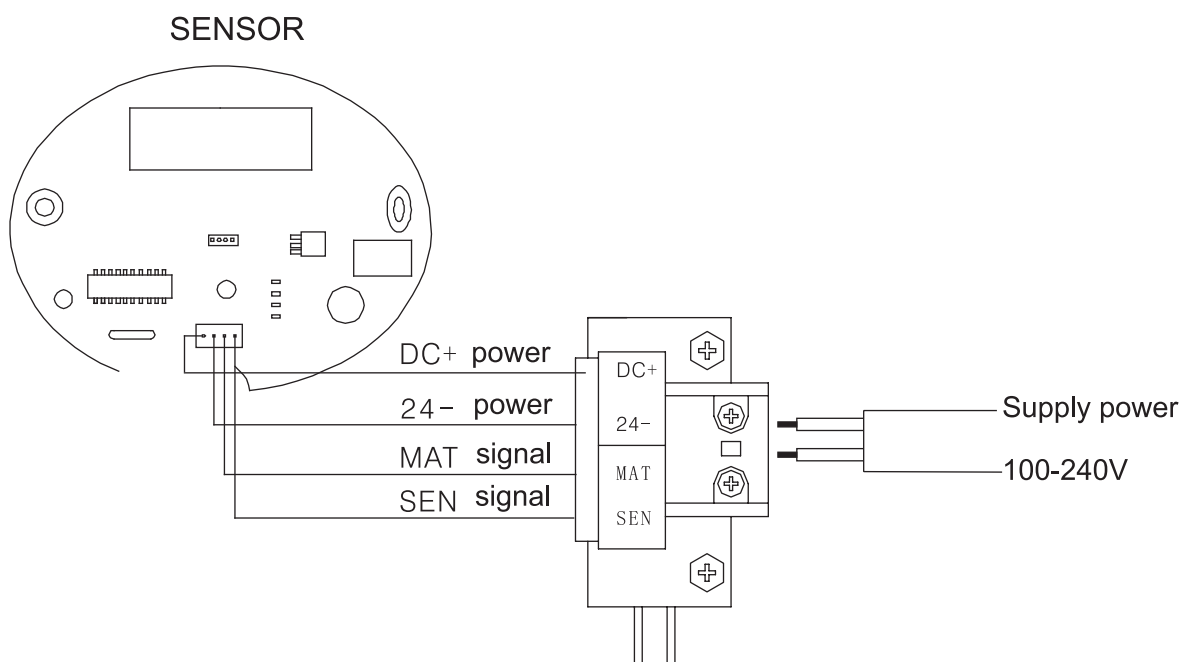 SENSOR
DC+ power
24- power
MAT signal
SEN signal
DC+
24-
MAT
SEN
Supply power
100-240V